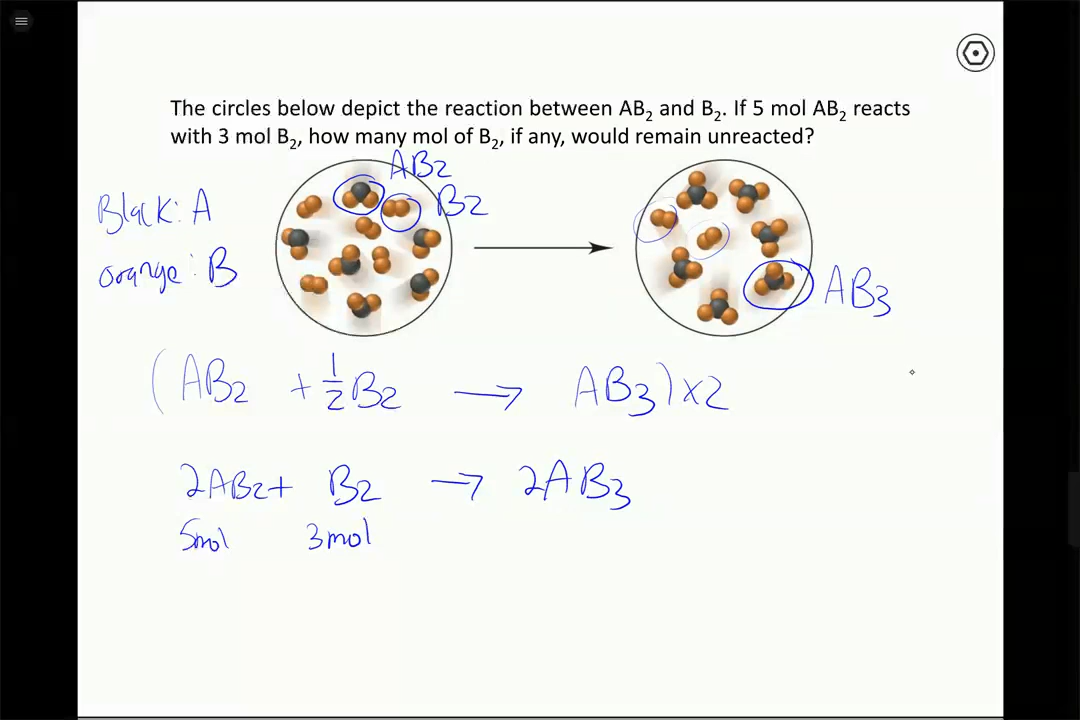 The circles below depict the reaction between AB₂ and B₂. If 5 mol AB₂ reacts
with 3 mol B₂, how many mol of B₂, if any, would remain unreacted?
AB2
B2
Black: A
orange: B
AB3
(AB2 + 1/2 B2 → AB3) x2
2AB2 + B2 → 2AB3
5mol 3mol